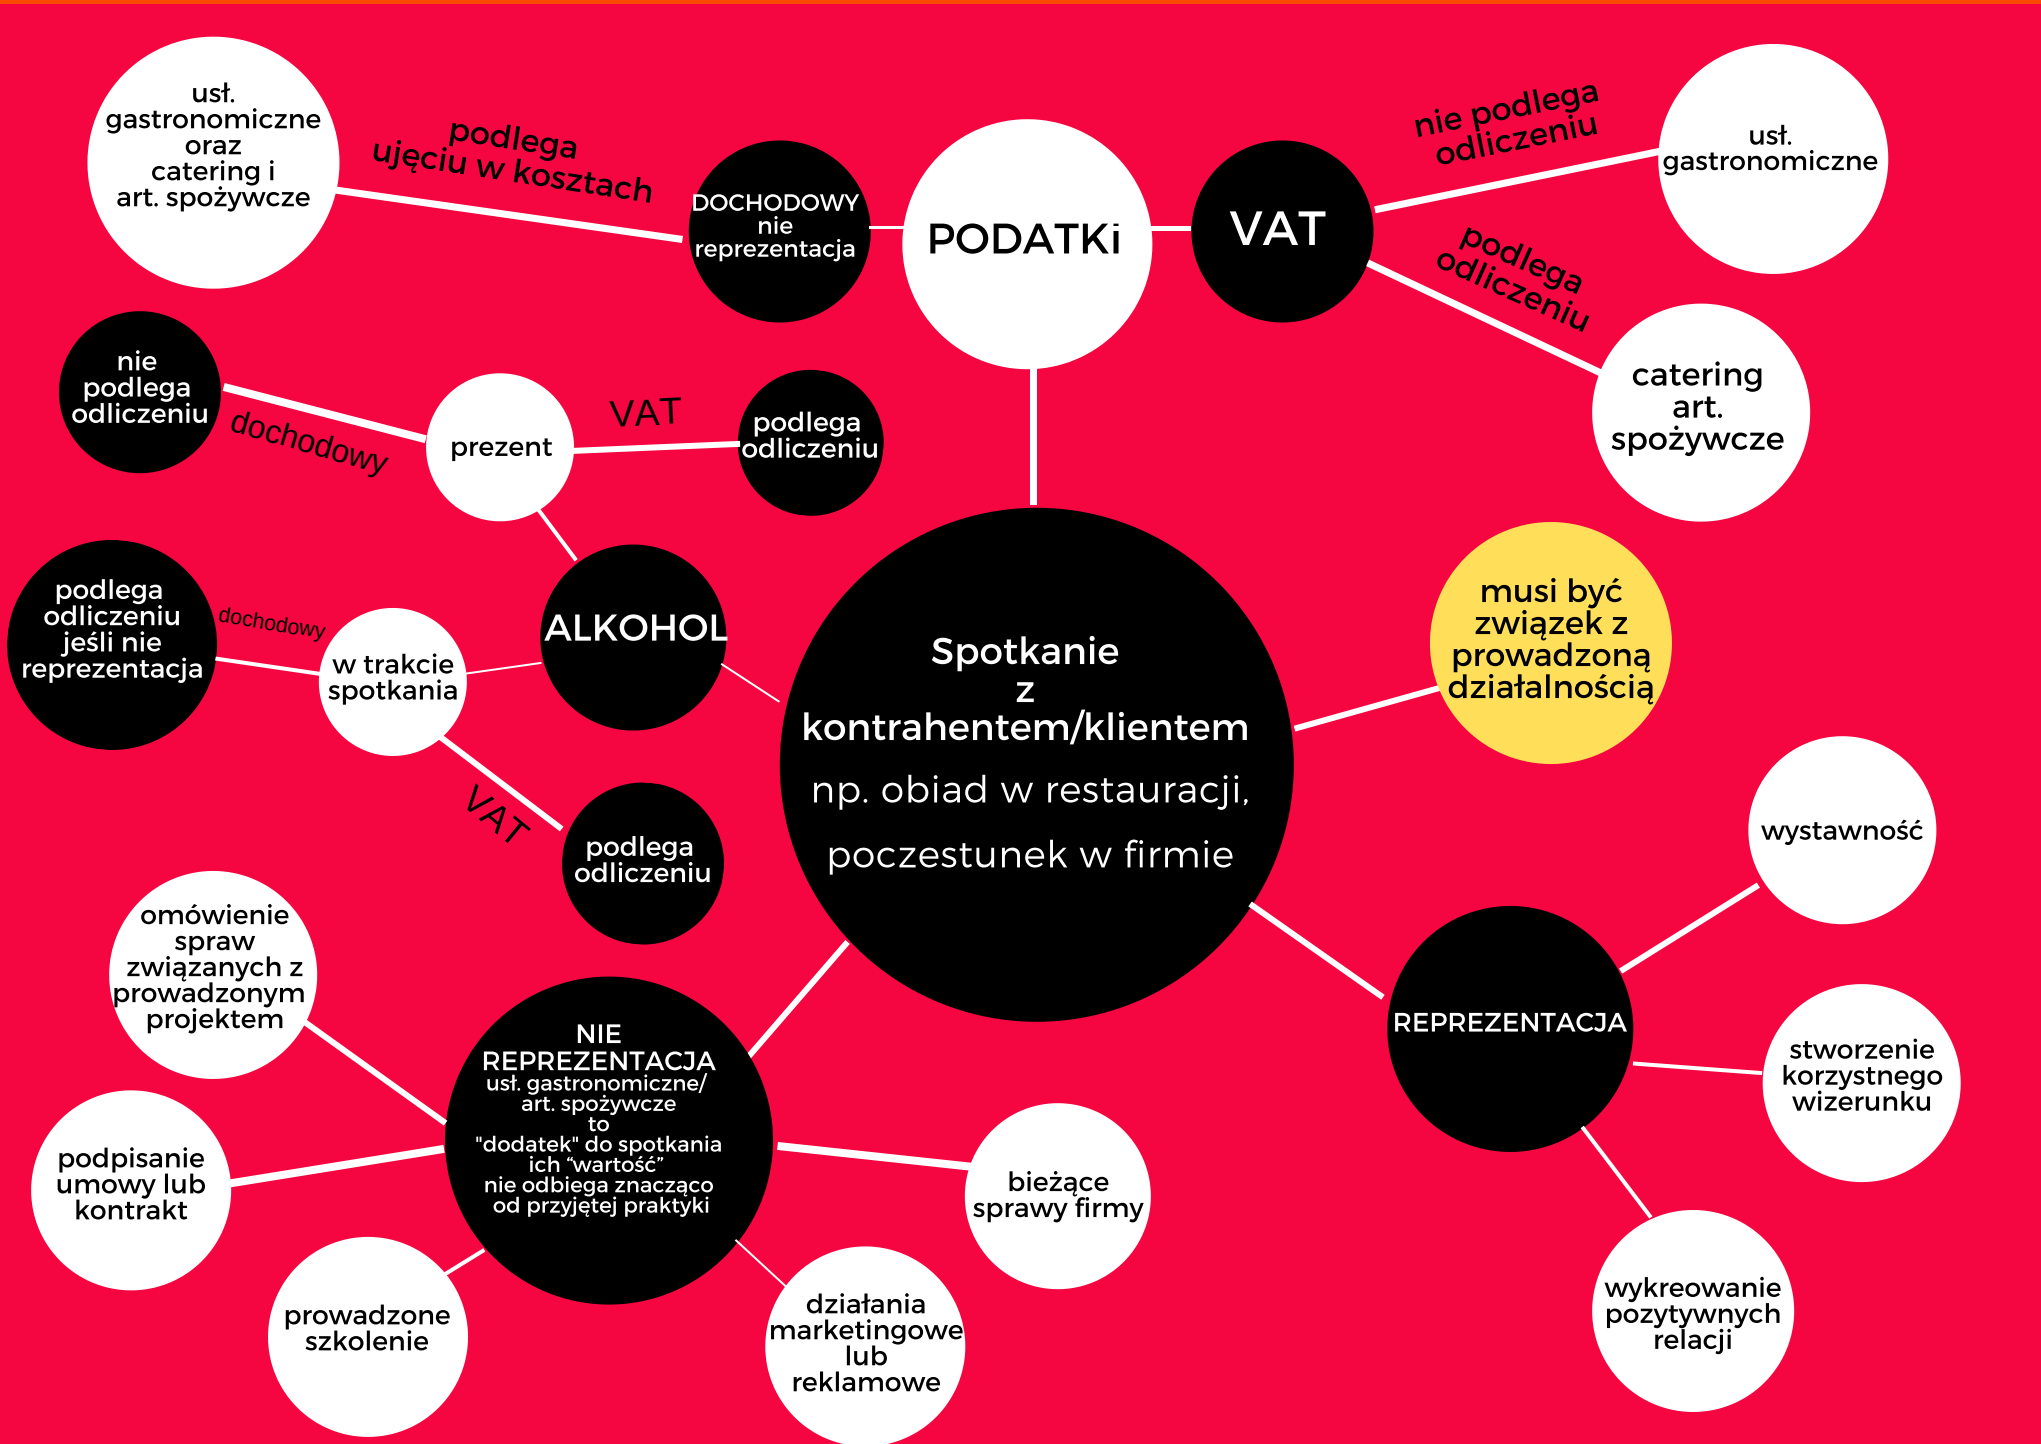 usł.
gastronomiczne
oraz
catering i
art. spożywcze
podlega
ujęciu w kosztach
DOCHODOWY
nie
reprezentacja
PODATKi
VAT
nie podlega
odliczeniu
usł.
gastronomiczne
podlega
odliczeniu
catering
art.
spożywcze
nie
podlega
odliczeniu
dochodowy
prezent
VAT
podlega
odliczeniu
podlega
odliczeniu
jeśli nie
reprezentacja
dochodowy
w trakcie
spotkania
ALKOHOL
VAT
podlega
odliczeniu
Spotkanie
z
kontrahentem/klientem
np. obiad w restauracji,
poczestunek w firmie
musi być
związek z
prowadzoną
działalnością
wystawność
REPREZENTACJA
stworzenie
korzystnego
wizerunku
wykreowanie
pozytywnych
relacji
omówienie
spraw
związanych z
prowadzonym
projektem
NIE
REPREZENTACJA
usł. gastronomiczne/
art. spożywcze
to
"dodatek" do spotkania
ich “wartość”
nie odbiega znacząco
od przyjętej praktyki
podpisanie
umowy lub
kontrakt
bieżące
sprawy firmy
prowadzone
szkolenie
działania
marketingowe
lub
reklamowe